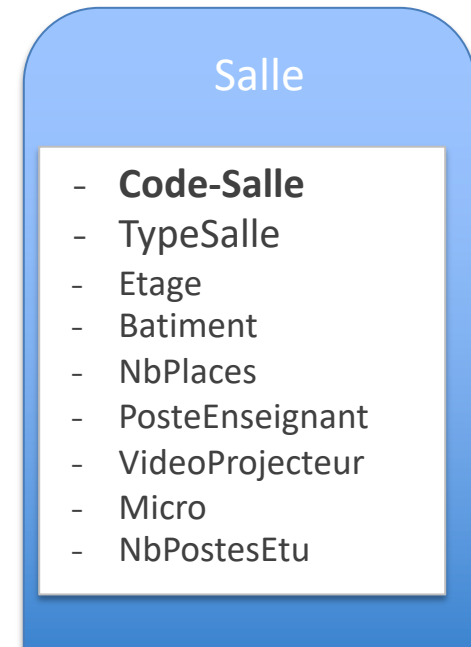 Salle
- Code-Salle
- TypeSalle
- Etage
- Batiment
- NbPlaces
- PosteEnseignant
- VideoProjecteur
- Micro
- NbPostesEtu